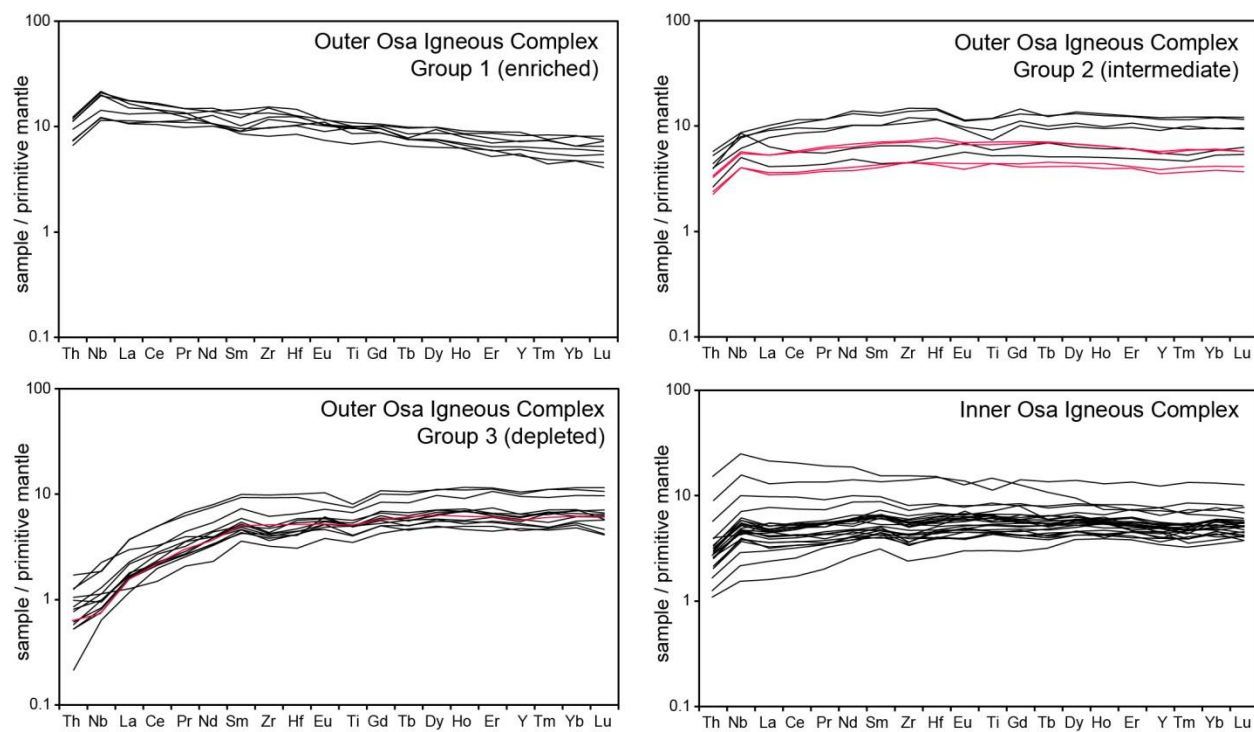 100
10
1
0.1
sample / primitive mantle
Outer Osa Igneous Complex
Group 1 (enriched)
Th Nb La Ce Pr Nd Sm Zr Hf Eu Ti Gd Tb Dy Ho Er Y Tm Yb Lu
100
10
1
0.1
sample / primitive mantle
Outer Osa Igneous Complex
Group 2 (intermediate)
Th Nb La Ce Pr Nd Sm Zr Hf Eu Ti Gd Tb Dy Ho Er Y Tm Yb Lu
100
10
1
0.1
sample / primitive mantle
Outer Osa Igneous Complex
Group 3 (depleted)
Th Nb La Ce Pr Nd Sm Zr Hf Eu Ti Gd Tb Dy Ho Er Y Tm Yb Lu
100
10
1
0.1
sample / primitive mantle
Inner Osa Igneous Complex
Th Nb La Ce Pr Nd Sm Zr Hf Eu Ti Gd Tb Dy Ho Er Y Tm Yb Lu